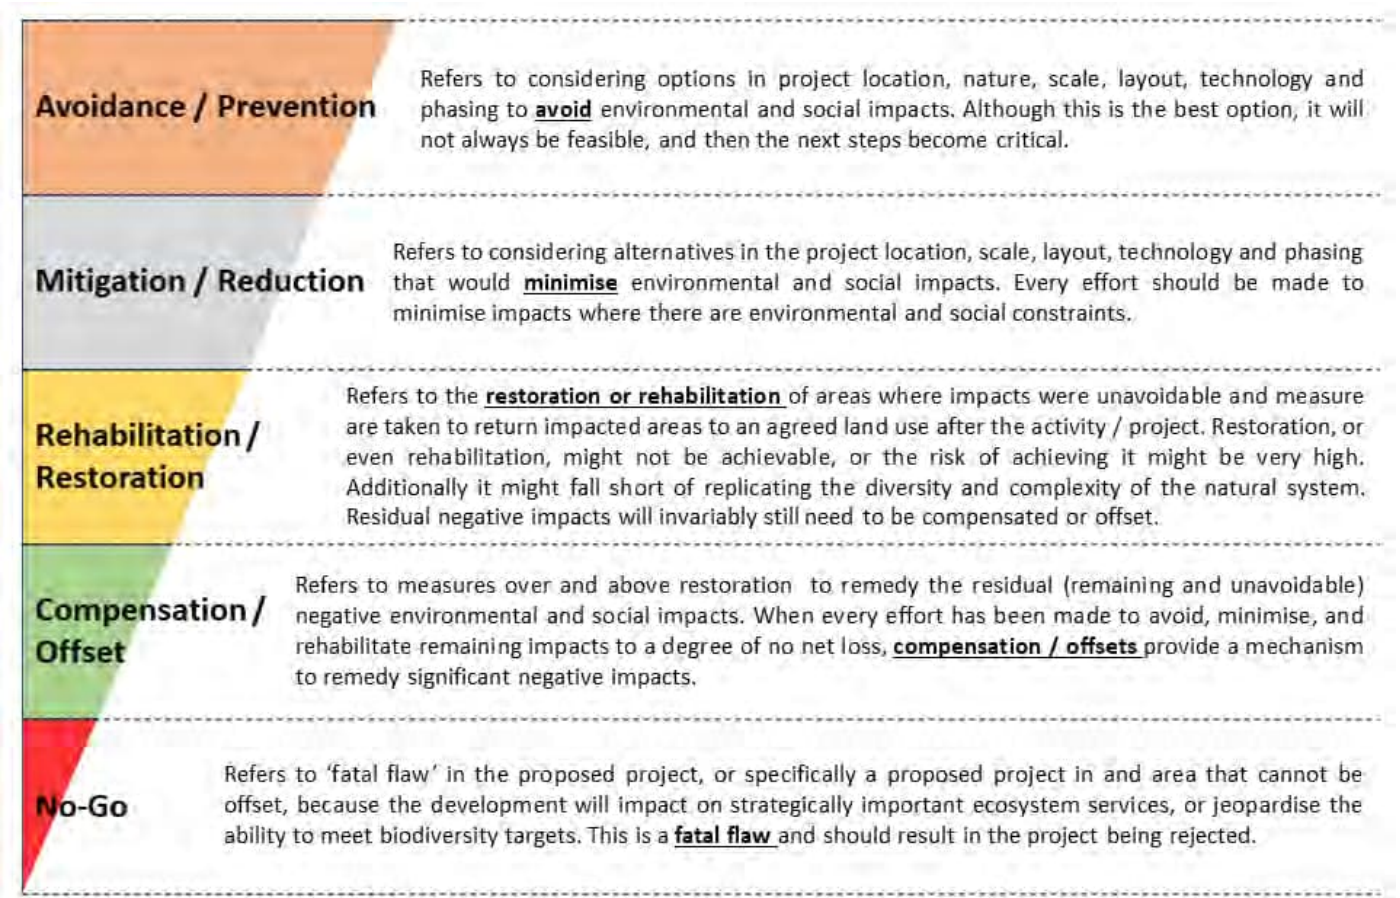 Avoidance / Prevention
Refers to considering options in project location, nature, scale, layout, technology and
phasing to avoid environmental and social impacts. Although this is the best option, it will
not always be feasible, and then the next steps become critical.
Mitigation / Reduction
Refers to considering alternatives in the project location, scale, layout, technology and phasing
that would minimise environmental and social impacts. Every effort should be made to
minimise impacts where there are environmental and social constraints.
Rehabilitation /
Restoration
Refers to the restoration or rehabilitation of areas where impacts were unavoidable and measure
are taken to return impacted areas to an agreed land use after the activity / project. Restoration, or
even rehabilitation, might not be achievable, or the risk of achieving it might be very high.
Additionally it might fall short of replicating the diversity and complexity of the natural system.
Residual negative impacts will invariably still need to be compensated or offset.
Compensation /
Offset
Refers to measures over and above restoration to remedy the residual (remaining and unavoidable)
negative environmental and social impacts. When every effort has been made to avoid, minimise, and
rehabilitate remaining impacts to a degree of no net loss, compensation / offsets provide a mechanism
to remedy significant negative impacts.
No-Go
Refers to 'fatal flaw' in the proposed project, or specifically a proposed project in and area that cannot be
offset, because the development will impact on strategically important ecosystem services, or jeopardise the
ability to meet biodiversity targets. This is a fatal flaw and should result in the project being rejected.